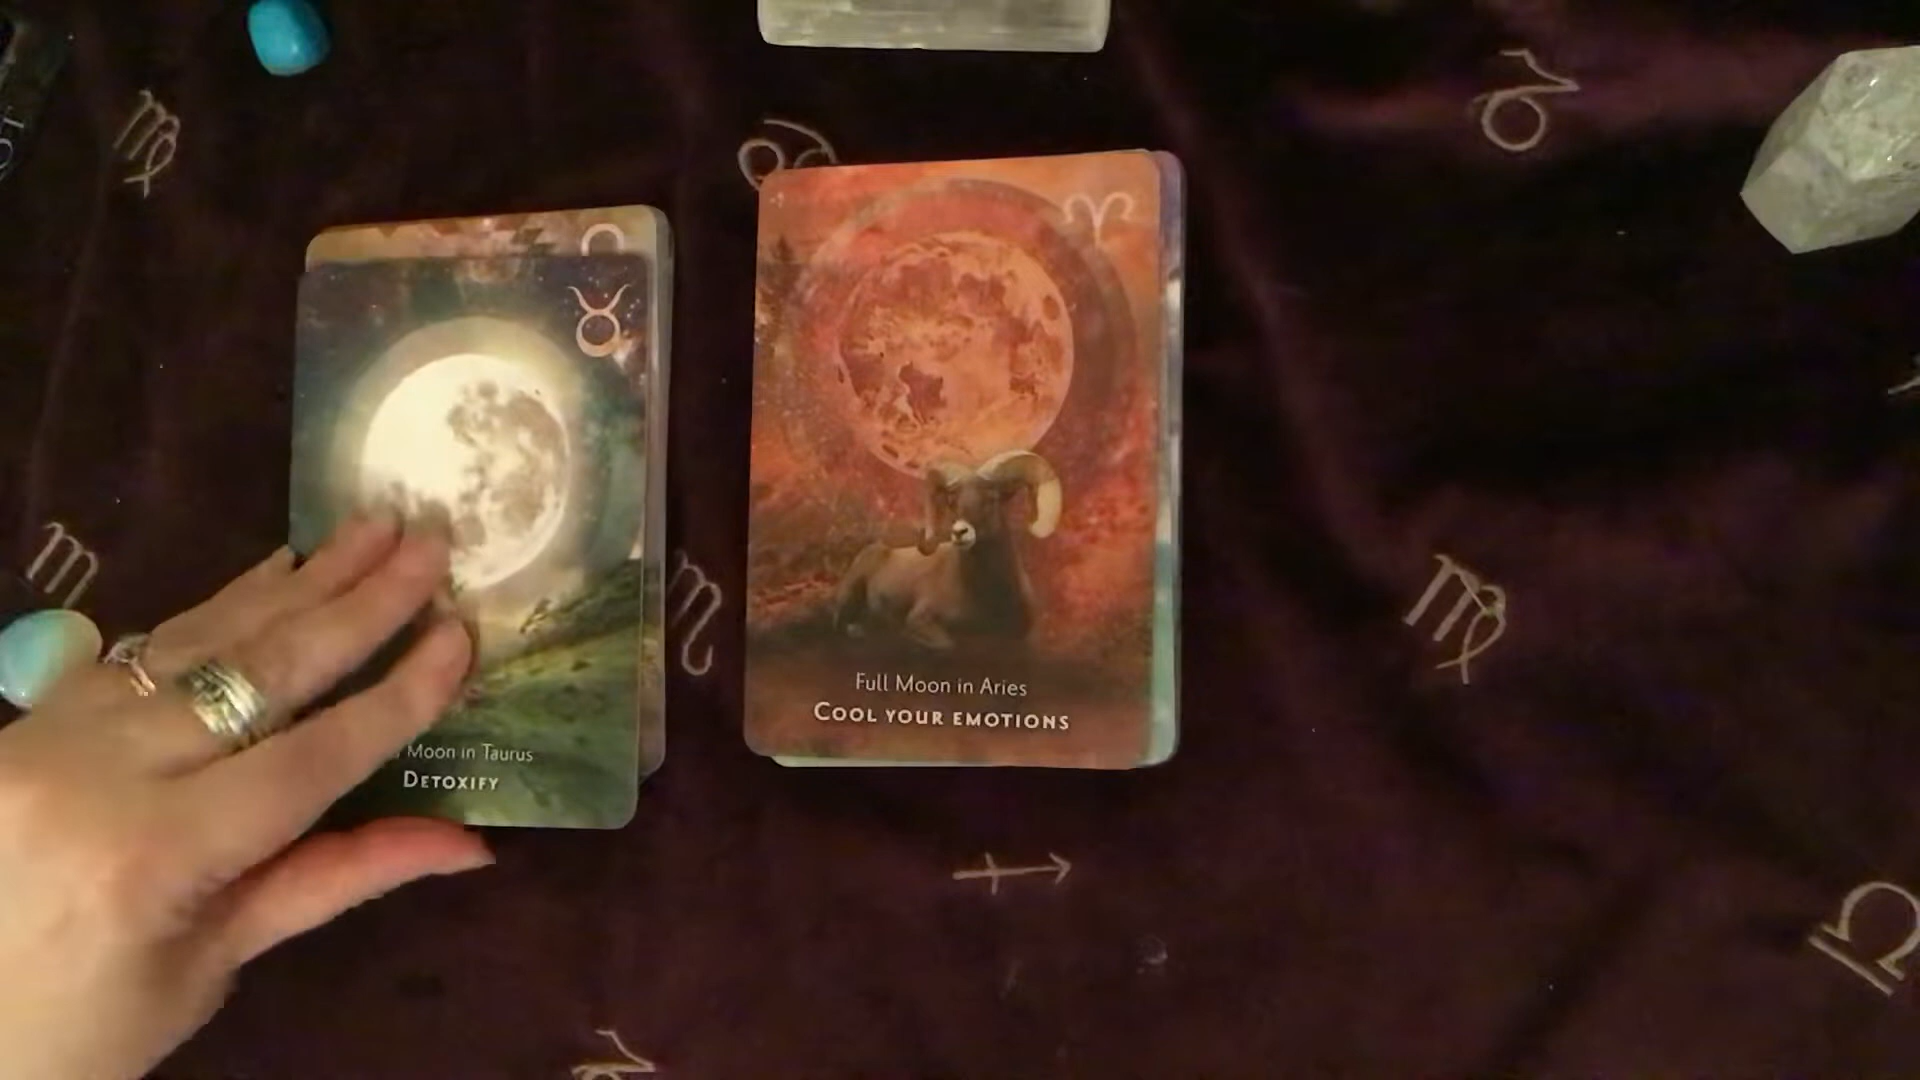 Moon in Taurus
DETOXIFY
Full Moon in Aries
COOL YOUR EMOTIONS